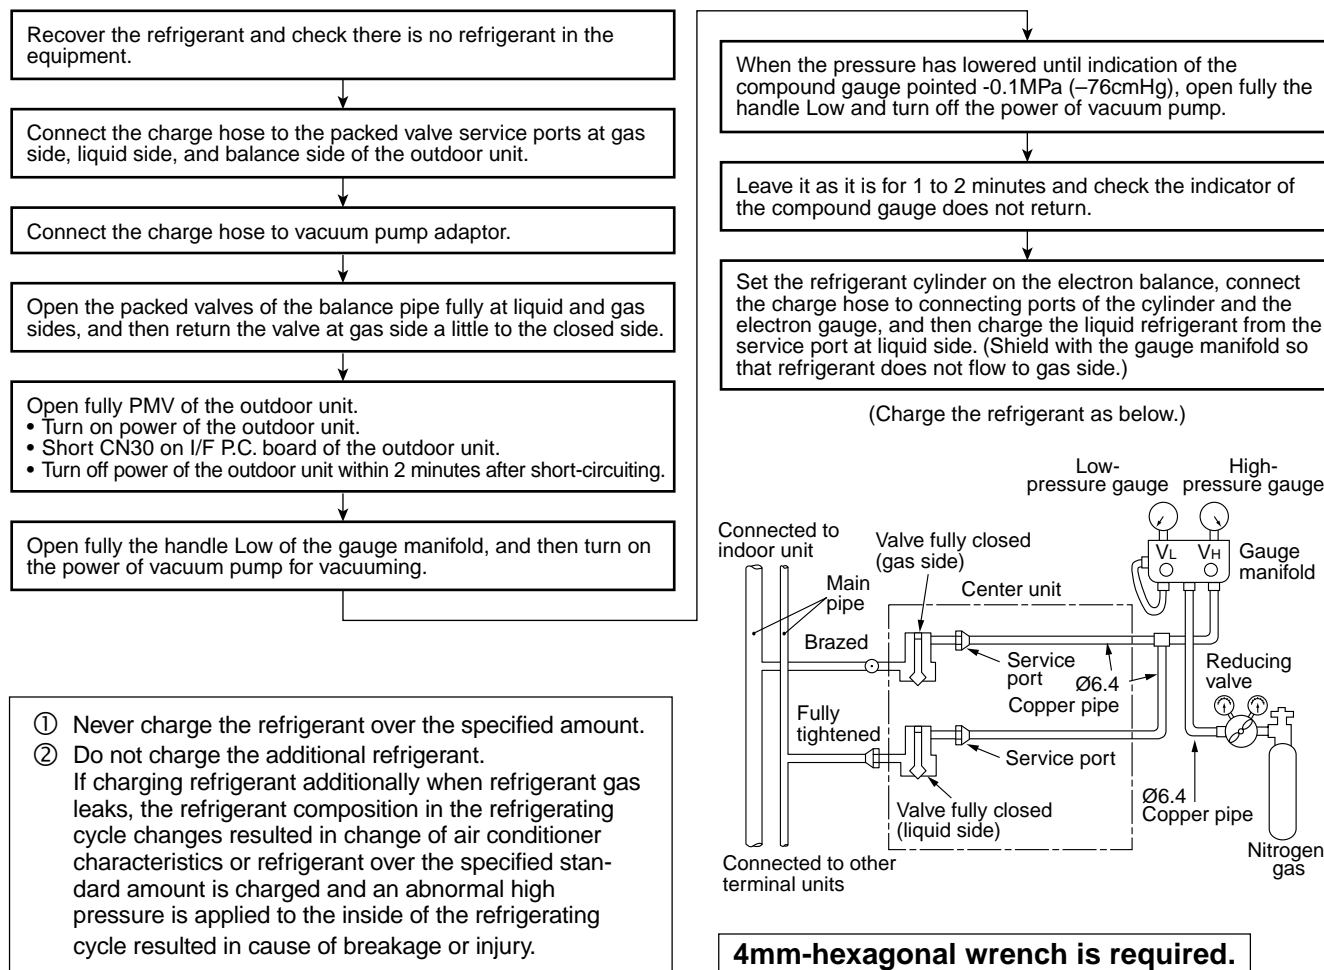 Recover the refrigerant and check there is no refrigerant in the
equipment.
Connect the charge hose to the packed valve service ports at gas
side, liquid side, and balance side of the outdoor unit.
Connect the charge hose to vacuum pump adaptor.
Open the packed valves of the balance pipe fully at liquid and gas
sides, and then return the valve at gas side a little to the closed side.
Open fully PMV of the outdoor unit.
• Turn on power of the outdoor unit.
• Short CN30 on I/F P.C. board of the outdoor unit.
• Turn off power of the outdoor unit within 2 minutes after short-circuiting.
Open fully the handle Low of the gauge manifold, and then turn on
the power of vacuum pump for vacuuming.
When the pressure has lowered until indication of the
compound gauge pointed -0.1MPa (–76cmHg), open fully the
handle Low and turn off the power of vacuum pump.
Leave it as it is for 1 to 2 minutes and check the indicator of
the compound gauge does not return.
Set the refrigerant cylinder on the electron balance, connect
the charge hose to connecting ports of the cylinder and the
electron gauge, and then charge the liquid refrigerant from the
service port at liquid side. (Shield with the gauge manifold so
that refrigerant does not flow to gas side.)
(Charge the refrigerant as below.)
① Never charge the refrigerant over the specified amount.
② Do not charge the additional refrigerant.
If charging refrigerant additionally when refrigerant gas
leaks, the refrigerant composition in the refrigerating
cycle changes resulted in change of air conditioner
characteristics or refrigerant over the specified stan-
dard amount is charged and an abnormal high
pressure is applied to the inside of the refrigerating
cycle resulted in cause of breakage or injury.
Low-
pressure gauge
High-
pressure gauge
Connected to
indoor unit
Valve fully closed
(gas side)
VL
VH
Gauge
manifold
Main
pipe
Center unit
Brazed
Service
port
Ø6.4
Copper pipe
Reducing
valve
Fully
tightened
Service port
Valve fully closed
(liquid side)
Ø6.4
Copper pipe
Nitrogen
gas
Connected to other
terminal units
4mm-hexagonal wrench is required.